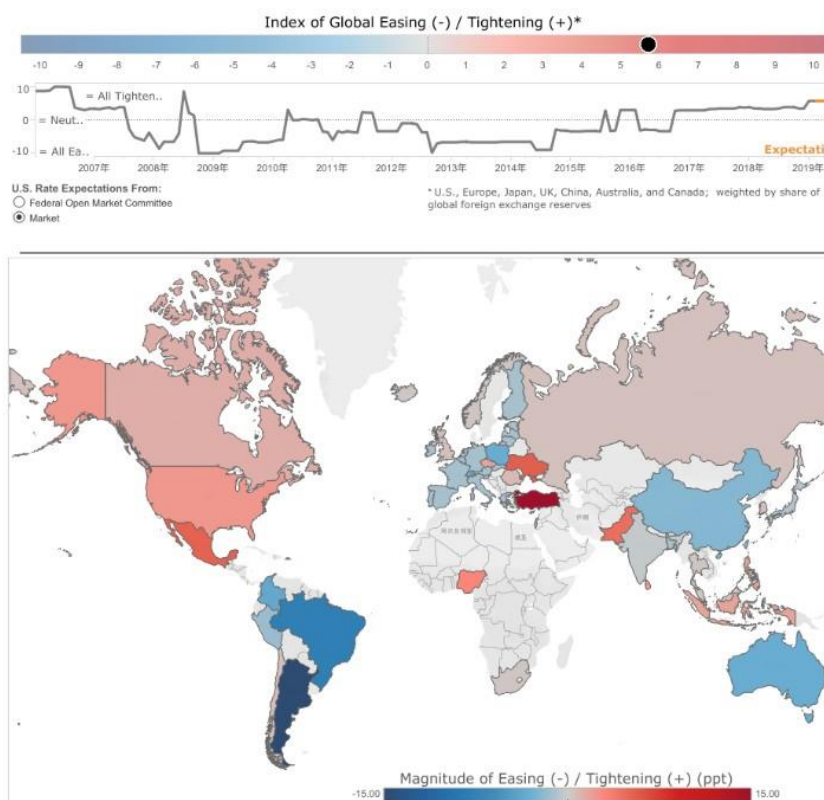 Index of Global Easing (-) / Tightening (+)*
-10 -9 -8 -7 -6 -5 -4 -3 -2 -1 0 1 2 3 4 5 6 7 8 9 10
10 = All Tighten..
0 = Neut..
-10 = All Ea..
Expectati
2007年 2008年 2009年 2010年 2011年 2012年 2013年 2014年 2015年 2016年 2017年 2018年 2019年
U.S. Rate Expectations From:
Federal Open Market Committee
Market
* U.S., Europe, Japan, UK, China, Australia, and Canada; weighted by share of
global foreign exchange reserves
Magnitude of Easing (-) / Tightening (+) (ppt)
-15.00 15.00